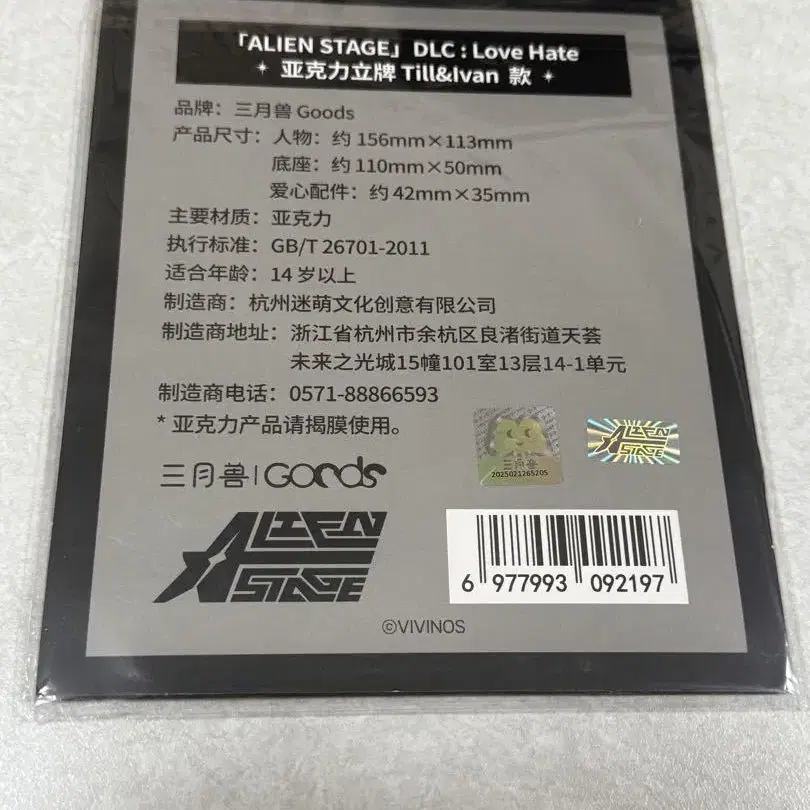 「ALIEN STAGE」DLC : Love Hate
亚克力立牌 Till&Ivan 款
品牌：三月兽 Goods
产品尺寸：人物：约 156mm×113mm
底座：约 110mm×50mm
爱心配件：约 42mm×35mm
主要材质：亚克力
执行标准：GB/T 26701-2011
适合年龄：14 岁以上
制造商：杭州迷萌文化创意有限公司
制造商地址：浙江省杭州市余杭区良渚街道天荟
未来之光城15幢101室13层14-1单元
制造商电话：0571-88866593
* 亚克力产品请揭膜使用。
三月兽
2025021265205
ALIEN STAGE
三月兽|Goods
ALIEN
STAGE
6 977993 092197
©VIVINOS